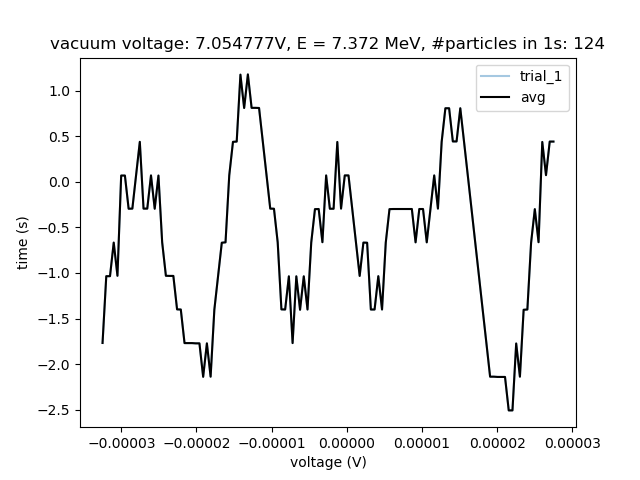 vacuum voltage: 7.054777V, E = 7.372 MeV, #particles in 1s: 124
trial_1
avg
1.0
0.5
0.0
−0.5
−1.0
−1.5
−2.0
−2.5
time (s)
−0.00003 −0.00002 −0.00001 0.00000 0.00001 0.00002 0.00003
voltage (V)